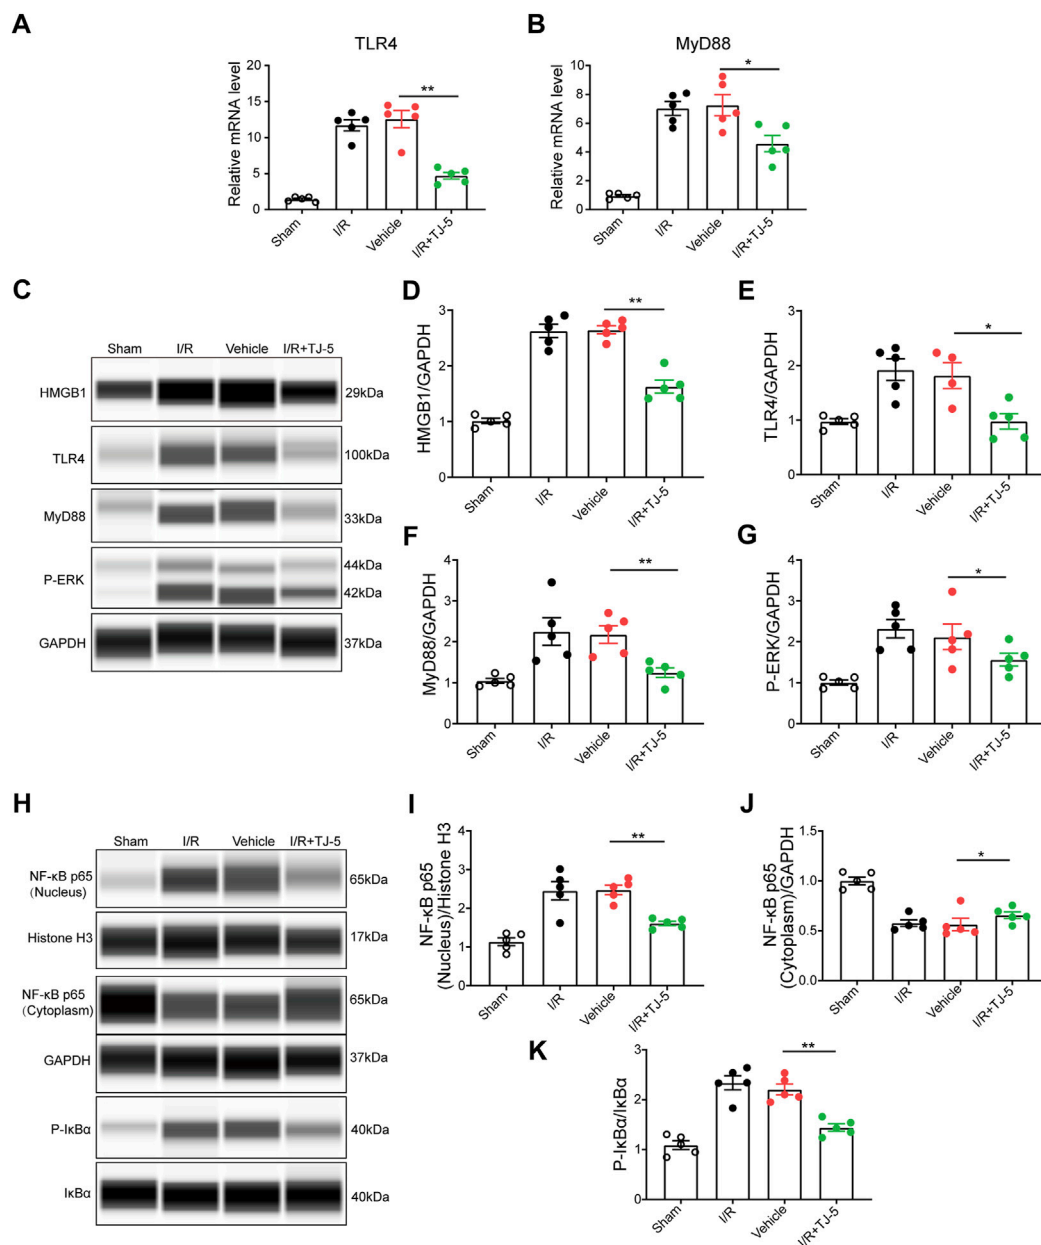 A
TLR4
Relative mRNA level
20
15
10
5
0
**
Sham
I/R
Vehicle
I/R+TJ-5
B
MyD88
Relative mRNA level
10
8
6
4
2
0
*
Sham
I/R
Vehicle
I/R+TJ-5
C
Sham I/R Vehicle I/R+TJ-5
HMGB1 29kDa
TLR4 100kDa
MyD88 33kDa
44kDa
P-ERK
42kDa
GAPDH 37kDa
D
HMGB1/GAPDH
3
2
1
0
**
Sham
I/R
Vehicle
I/R+TJ-5
E
TLR4/GAPDH
3
2
1
0
*
Sham
I/R
Vehicle
I/R+TJ-5
F
MyD88/GAPDH
4
3
2
1
0
**
Sham
I/R
Vehicle
I/R+TJ-5
G
P-ERK/GAPDH
4
3
2
1
0
*
Sham
I/R
Vehicle
I/R+TJ-5
H
Sham I/R Vehicle I/R+TJ-5
NF-κB p65
(Nucleus) 65kDa
Histone H3 17kDa
NF-κB p65 65kDa
(Cytoplasm)
GAPDH 37kDa
P-IκBα 40kDa
IκBα 40kDa
I
NF-κB p65
(Nucleus)/Histone H3
4
3
2
1
0
**
Sham
I/R
Vehicle
I/R+TJ-5
J
NF-κB p65
(Cytoplasm)/GAPDH
1.5
1.0
0.5
0.0
*
Sham
I/R
Vehicle
I/R+TJ-5
K
P-IκBα/IκBα
3
2
1
0
**
Sham
I/R
Vehicle
I/R+TJ-5